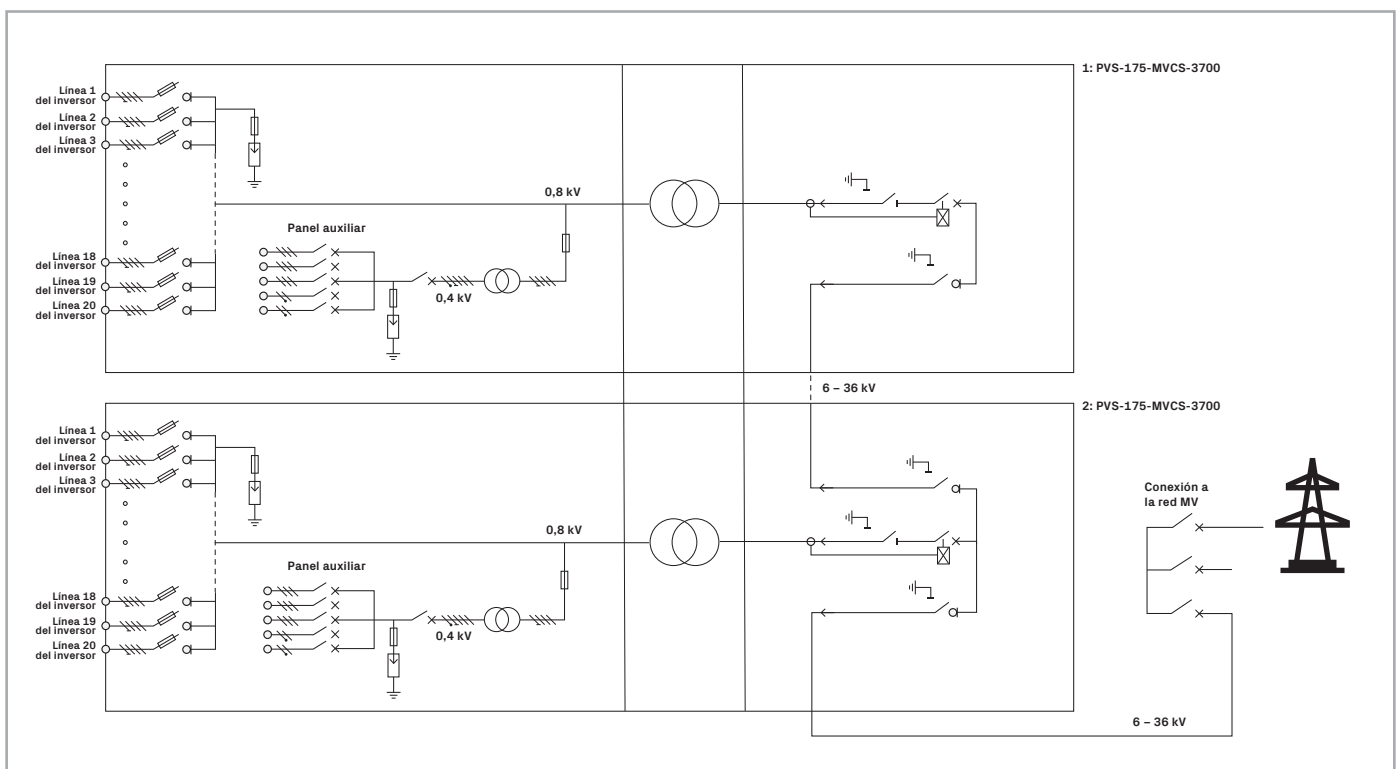 1: PVS-175-MVCS-3700
Línea 1
del inversor
Línea 2
del inversor
Línea 3
del inversor
0,8 kV
Panel auxiliar
Línea 18
del inversor
Línea 19
del inversor
Línea 20
del inversor
0,4 kV
6 – 36 kV
2: PVS-175-MVCS-3700
Línea 1
del inversor
Línea 2
del inversor
Línea 3
del inversor
Conexión a
la red MV
0,8 kV
Panel auxiliar
Línea 18
del inversor
Línea 19
del inversor
Línea 20
del inversor
0,4 kV
6 – 36 kV